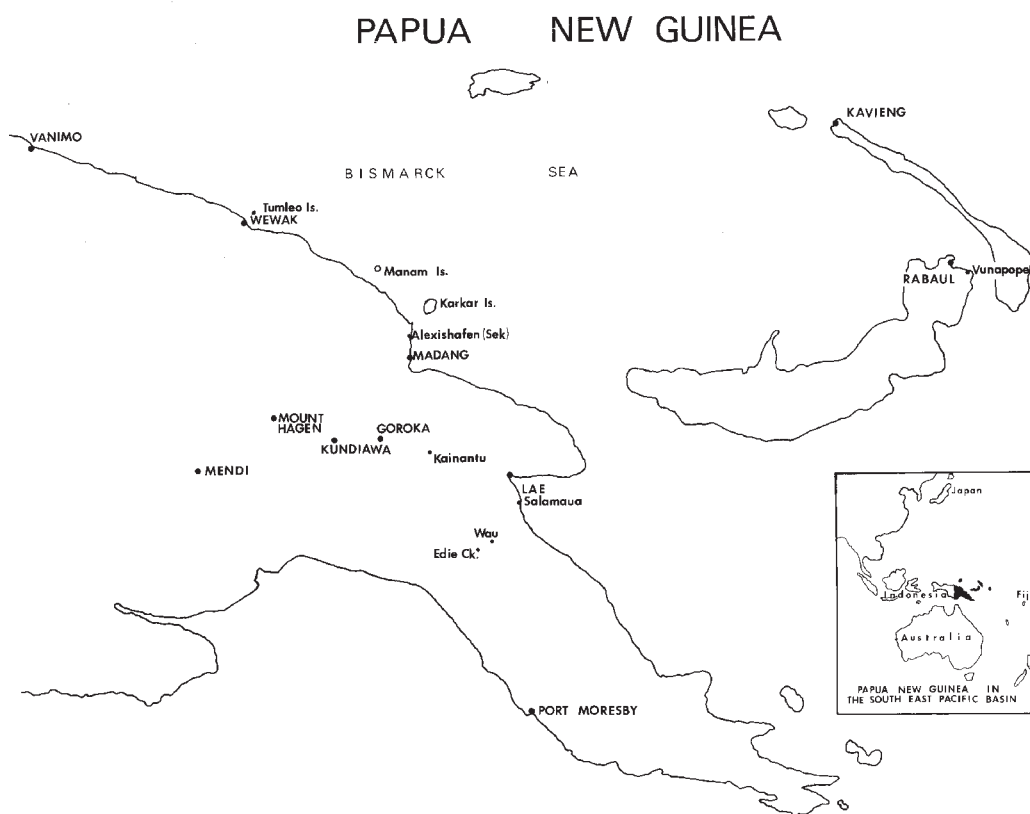 PAPUA NEW GUINEA
KAVIENG
VANIMO
BISMARCK SEA
Tumleo Is.
WEWAK
Manam Is.
RABAUL
Vunapope
Karkar Is.
Alexishafen (Sek)
MADANG
MOUNT
HAGEN
GOROKA
KUNDIAWA
Kainantu
MENDI
LAE
Salamaua
Wau
Edie Ck.
Japan
Indonesia
Fij
Australia
PAPUA NEW GUINEA IN
THE SOUTH EAST PACIFIC BASIN
PORT MORESBY